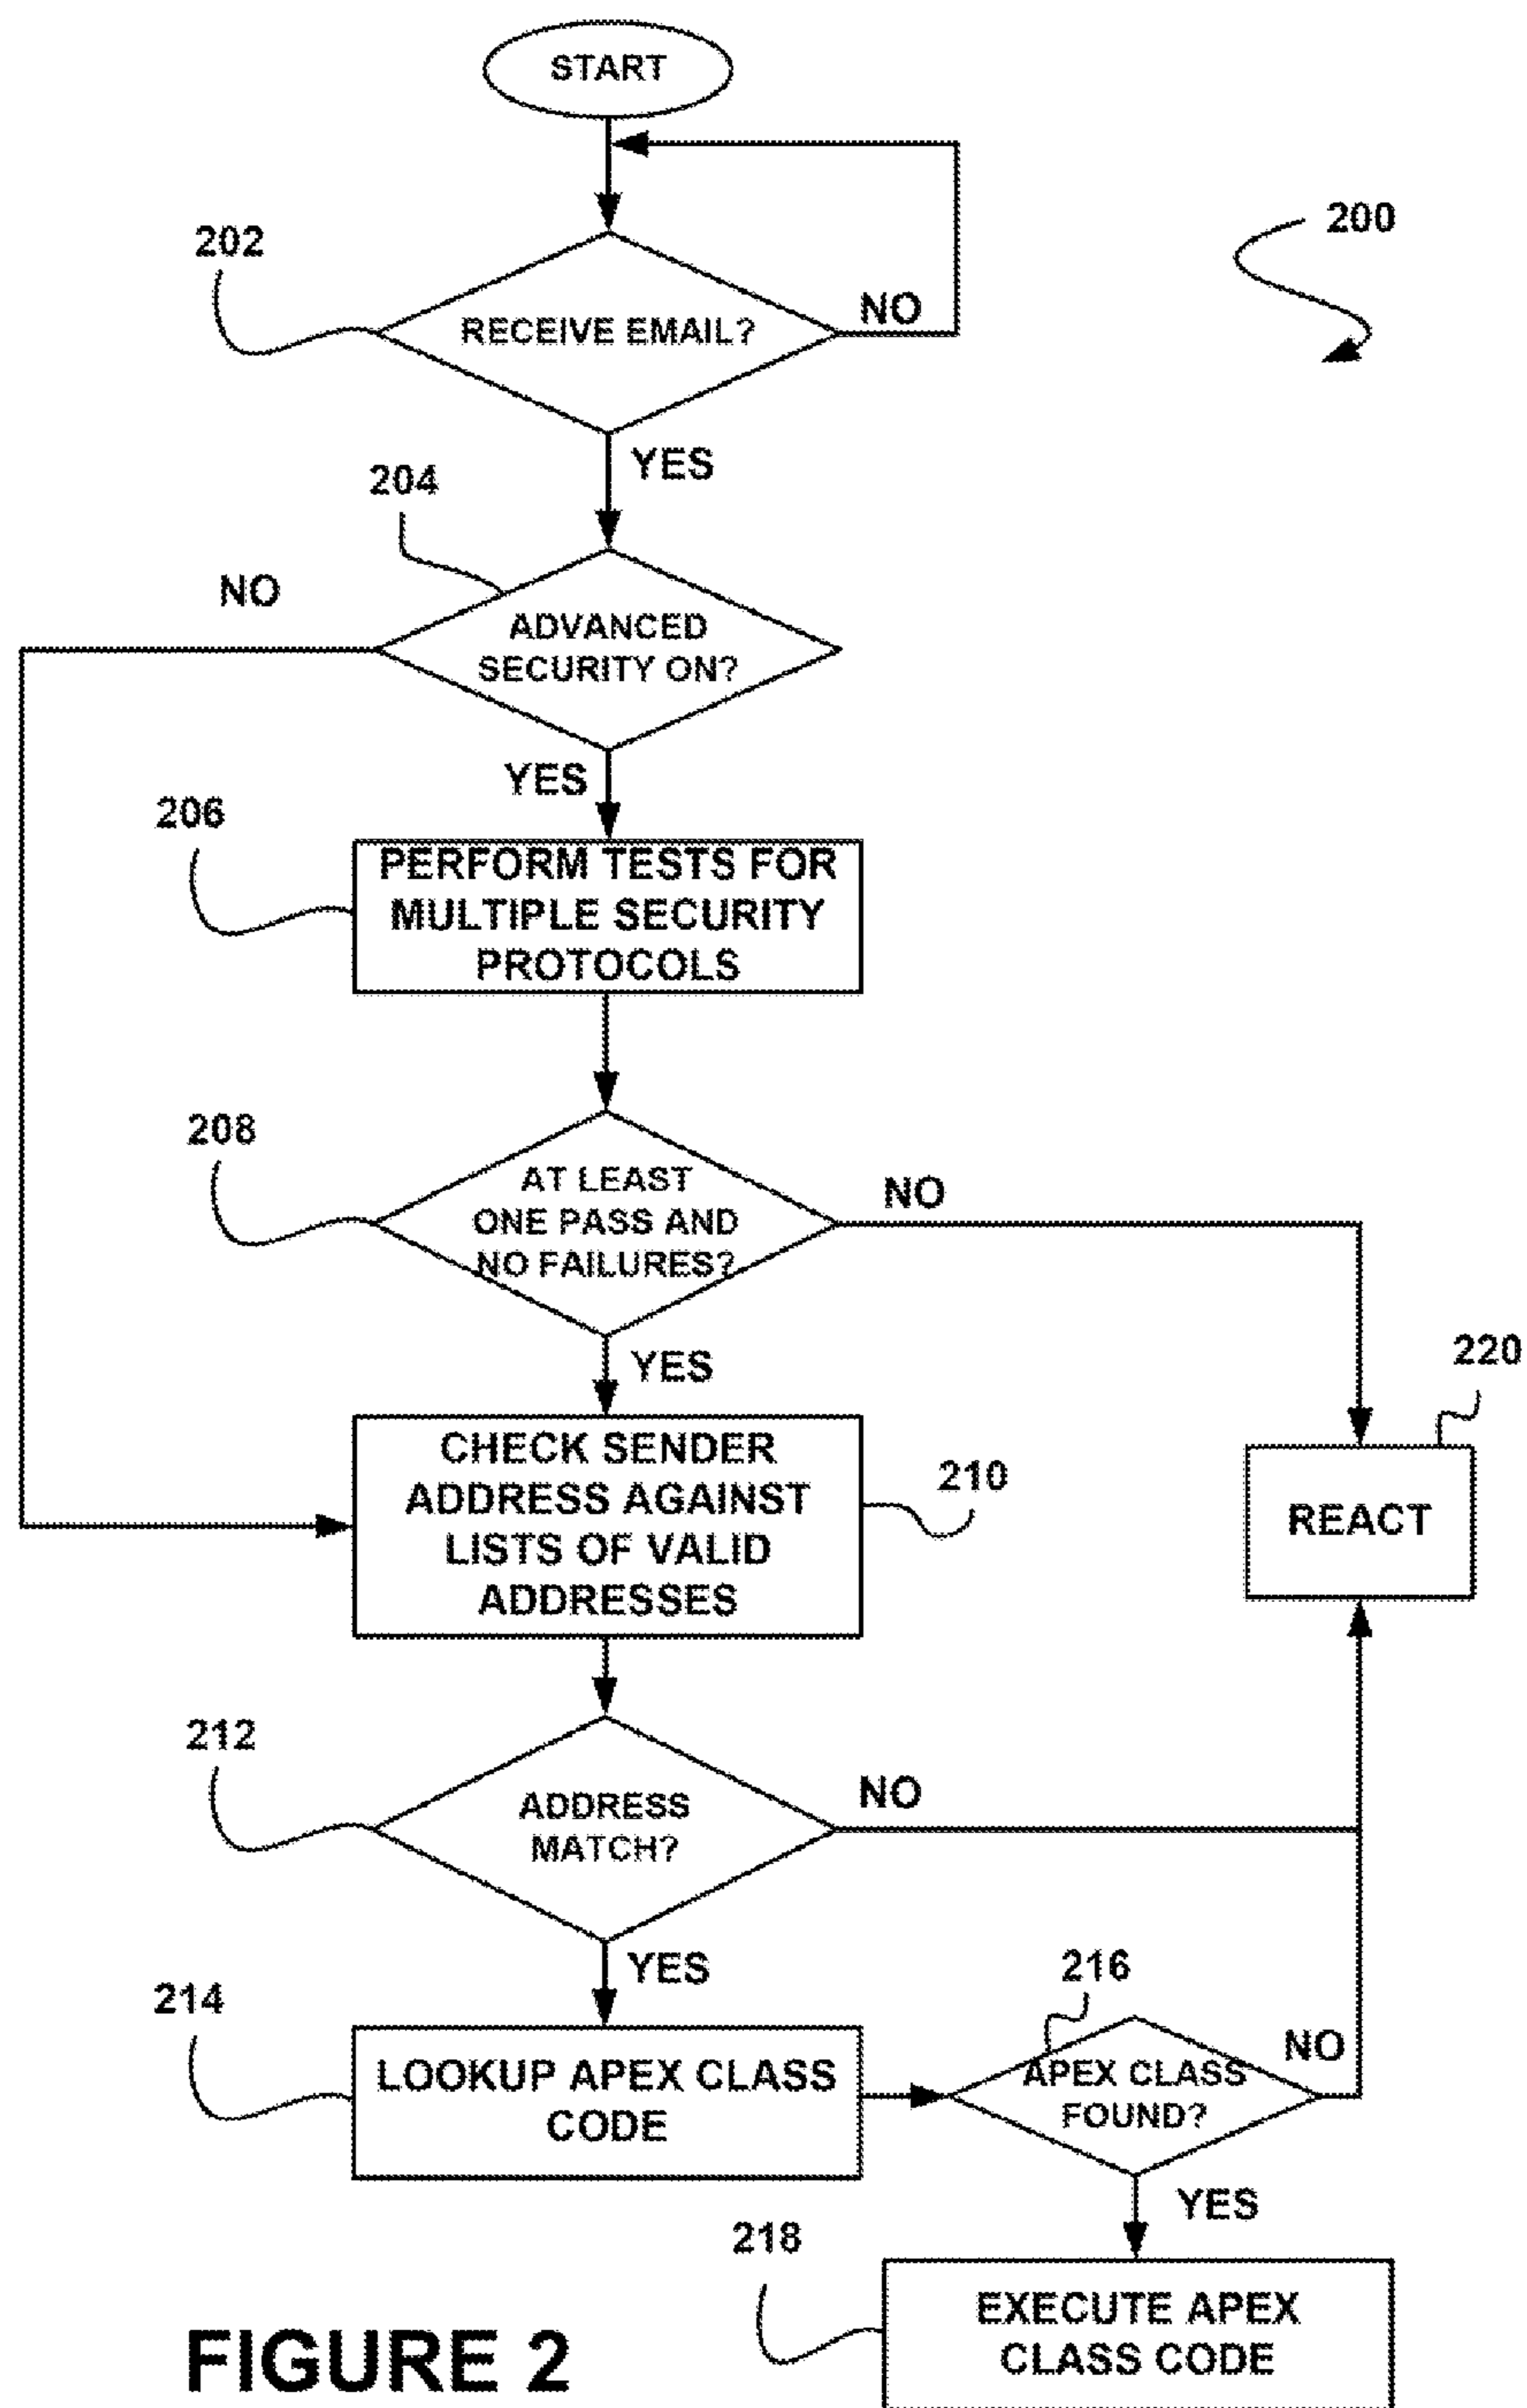 START
200
202
RECEIVE EMAIL?
NO
YES
204
NO
ADVANCED
SECURITY ON?
YES
206
PERFORM TESTS FOR
MULTIPLE SECURITY
PROTOCOLS
208
AT LEAST
ONE PASS AND
NO FAILURES?
NO
YES
220
REACT
CHECK SENDER
ADDRESS AGAINST
LISTS OF VALID
ADDRESSES
210
212
ADDRESS
MATCH?
NO
YES
214
LOOKUP APEX CLASS
CODE
216
APEX CLASS
FOUND?
NO
YES
218
EXECUTE APEX
CLASS CODE
FIGURE 2